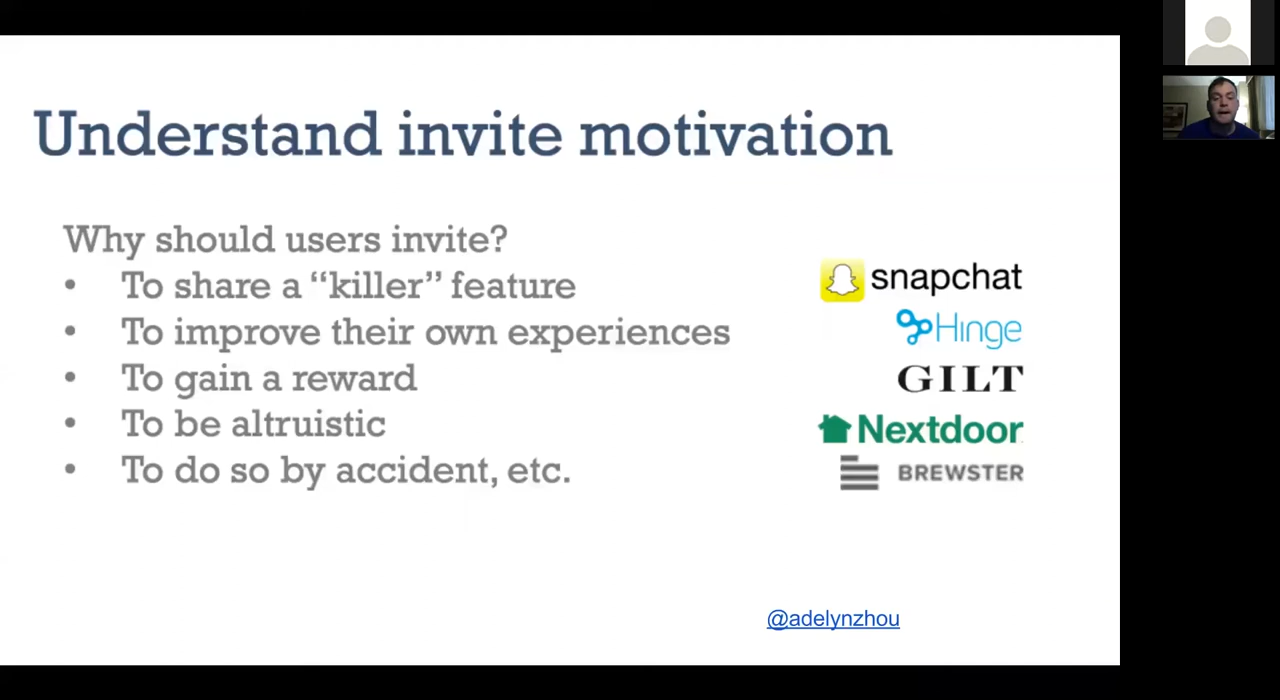 Understand invite motivation
Why should users invite?
• To share a “killer” feature
snapchat
• To improve their own experiences
Hinge
• To gain a reward
GILT
• To be altruistic
Nextdoor
• To do so by accident, etc.
BREWSTER
@adelynzhou